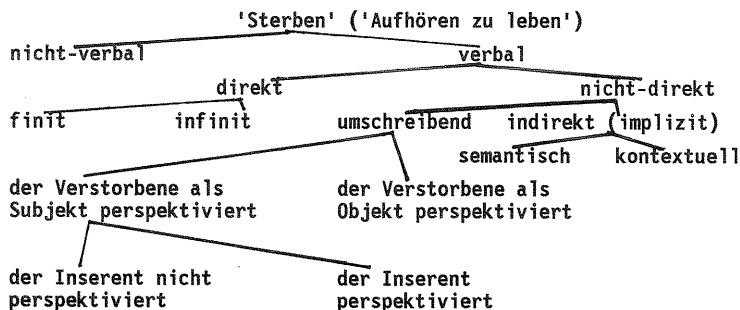 'Sterben' ('Aufhören zu leben')
nicht-verbal verbal
direkt nicht-direkt
finit infinit umschreibend indirekt (implizit)
semantisch kontextuell
der Verstorbene als der Verstorbene als
Subjekt perspektiviert Objekt perspektiviert
der Inserent nicht der Inserent
perspektiviert perspektiviert